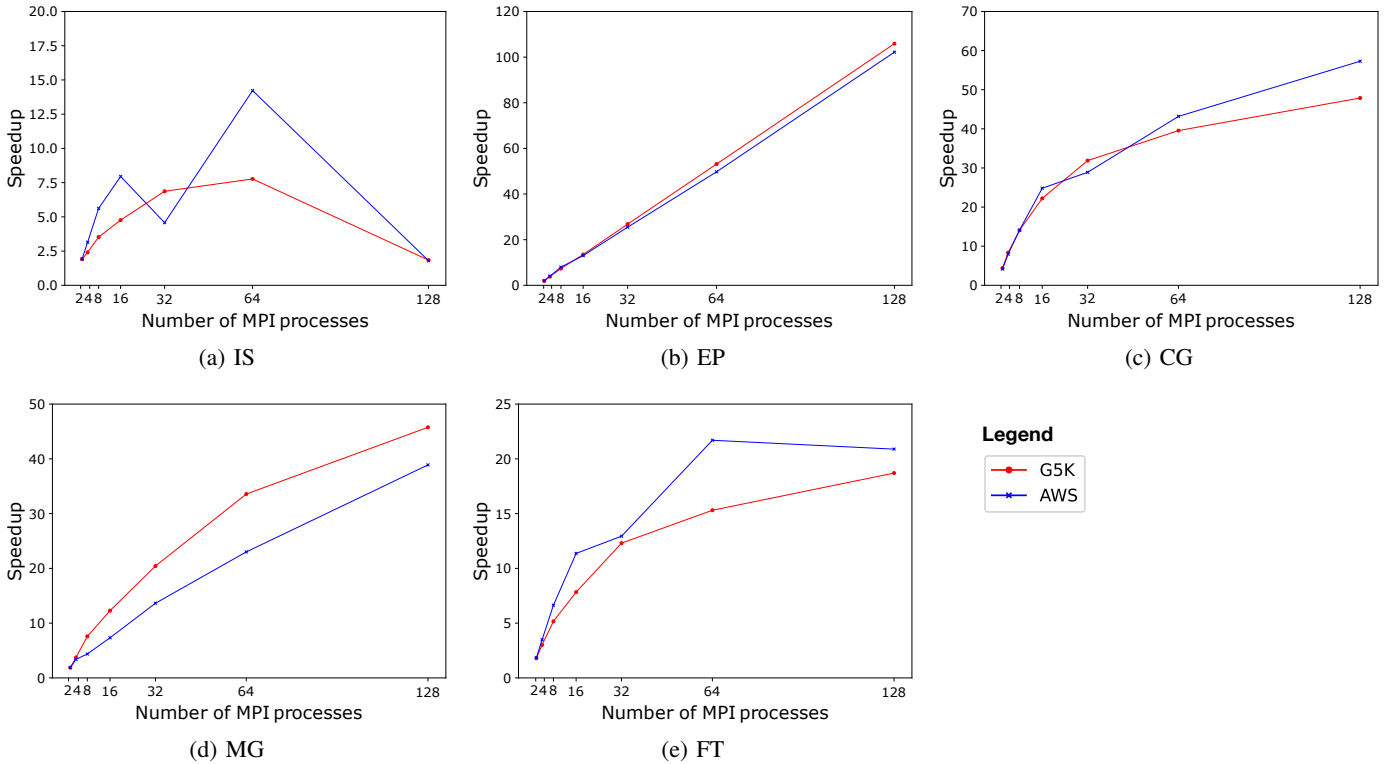 20.0
17.5
15.0
12.5
10.0
7.5
5.0
2.5
0.0
Speedup
2 4 8 16 32 64 128
Number of MPI processes
(a) IS
120
100
80
60
40
20
0
Speedup
2 4 8 16 32 64 128
Number of MPI processes
(b) EP
70
60
50
40
30
20
10
0
Speedup
2 4 8 16 32 64 128
Number of MPI processes
(c) CG
50
40
30
20
10
0
Speedup
2 4 8 16 32 64 128
Number of MPI processes
(d) MG
25
20
15
10
5
0
Speedup
2 4 8 16 32 64 128
Number of MPI processes
(e) FT
Legend
G5K
AWS